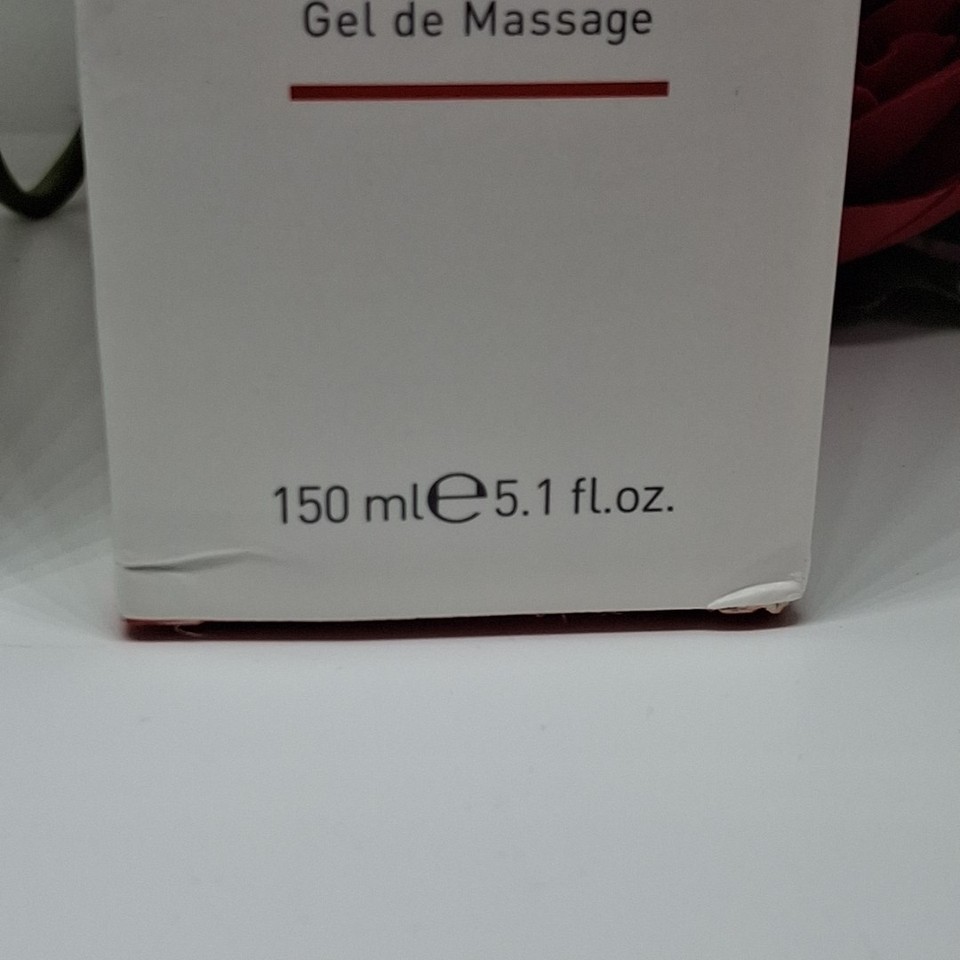 Gel de Massage
150 ml ℮ 5.1 fl.oz.